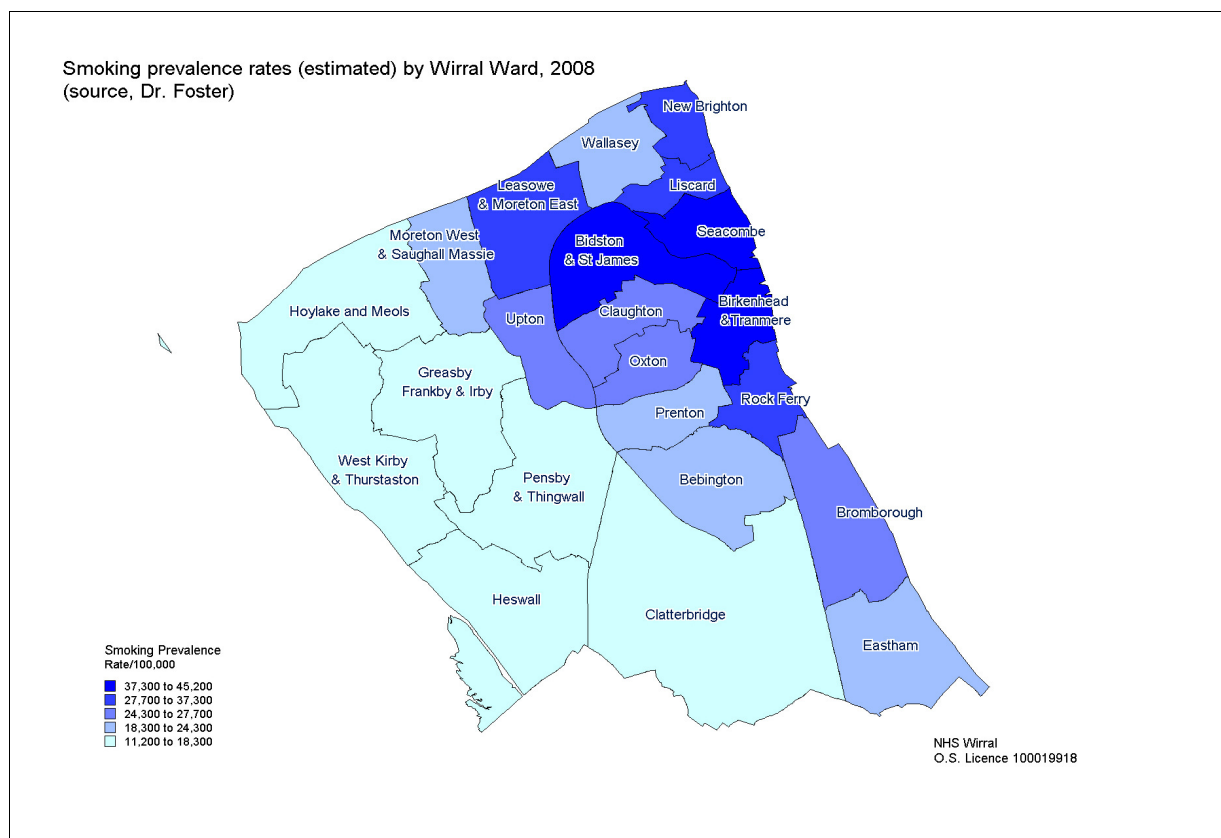 Smoking prevalence rates (estimated) by Wirral Ward, 2008
(source, Dr. Foster)
New Brighton
Wallasey
Liscard
Leasowe
& Moreton East
Seacombe
Moreton West
& Saughall Massie
Bidston
& St James
Birkenhead
&Tranmere
Hoylake and Meols
Upton
Claughton
Oxton
Greasby
Frankby & Irby
Rock Ferry
Prenton
West Kirby
& Thurstaston
Pensby
& Thingwall
Bebington
Bromborough
Heswall
Clatterbridge
Eastham
Smoking Prevalence
Rate/100,000
37,300 to 45,200
27,700 to 37,300
24,300 to 27,700
18,300 to 24,300
11,200 to 18,300
NHS Wirral
O.S. Licence 100019918